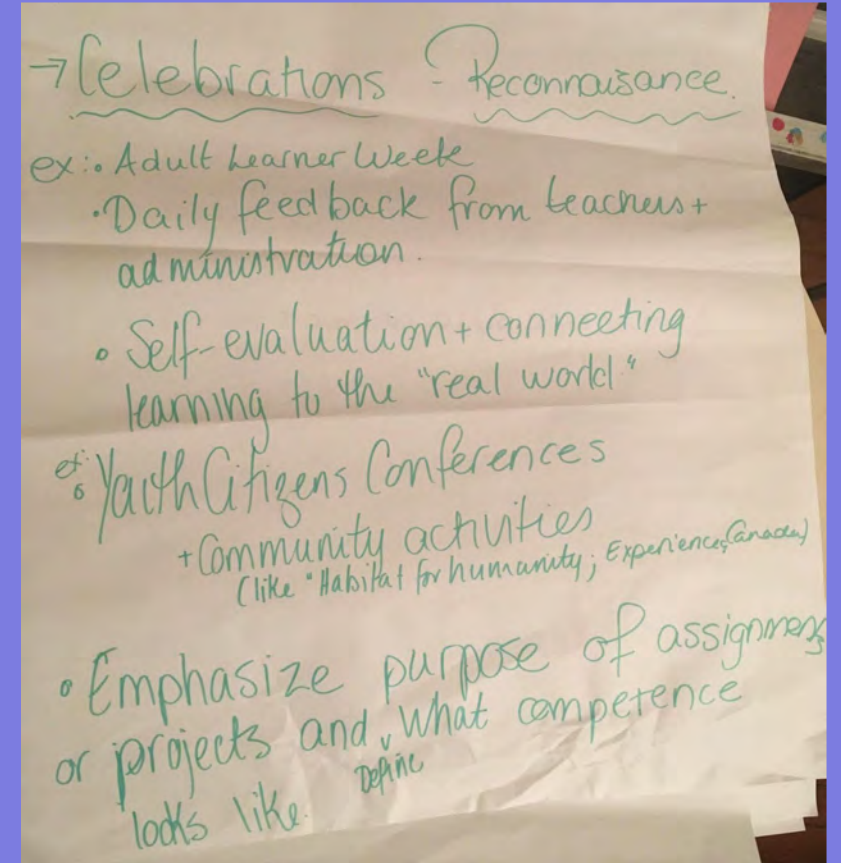 → Celebrations - Reconnaisance.
ex: • Adult Learner Week
• Daily feedback from teachers +
administration.
• Self-evaluation + connecting
learning to the "real world"
ex: • Youth Citizens Conferences
+ Community activities
(like "Habitat for humanity; Experiences Canada)
• Emphasize purpose of assignments
or projects and, What competence
Define
looks like.